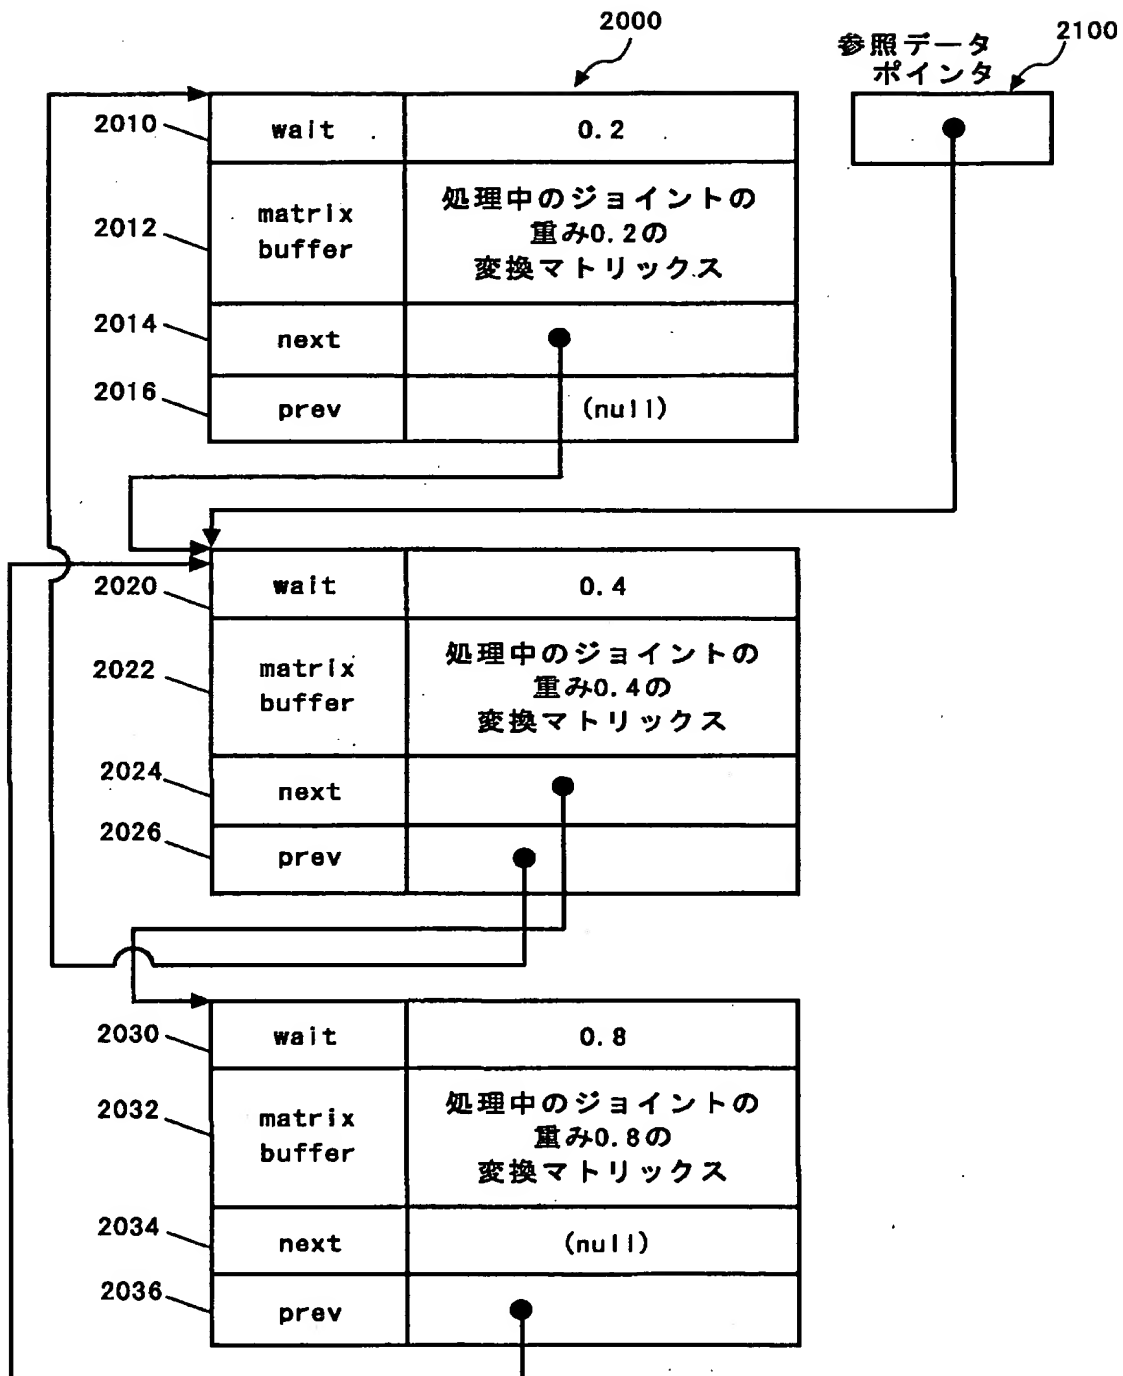 2000
2100
参照データ
ポインタ
2010
wait
0.2
2012
matrix
buffer
処理中のジョイントの
重み0.2の
変換マトリックス
2014
next
2016
prev
(null)
2020
wait
0.4
2022
matrix
buffer
処理中のジョイントの
重み0.4の
変換マトリックス
2024
next
2026
prev
2030
wait
0.8
2032
matrix
buffer
処理中のジョイントの
重み0.8の
変換マトリックス
2034
next
(null)
2036
prev